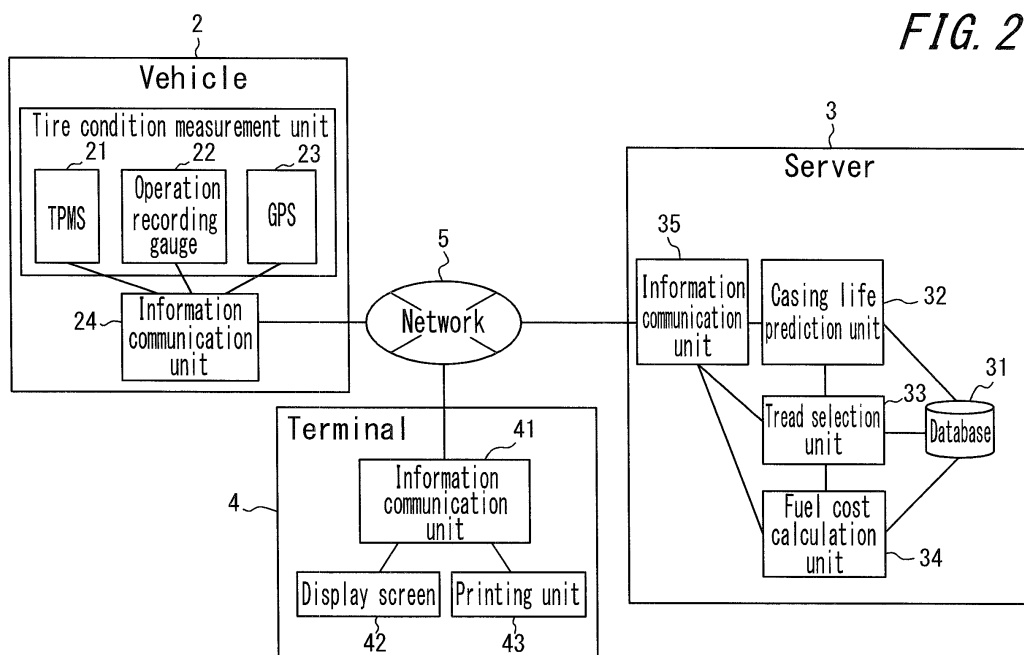 FIG. 2
2
Vehicle
Tire condition measurement unit
21
22
23
TPMS
Operation
recording
gauge
GPS
24
Information
communication
unit
5
Network
3
Server
35
Information
communication
unit
Casing life
prediction unit
32
31
Database
33
Tread selection
unit
Fuel cost
calculation
unit
34
Terminal
4
41
Information
communication
unit
Display screen
42
Printing unit
43